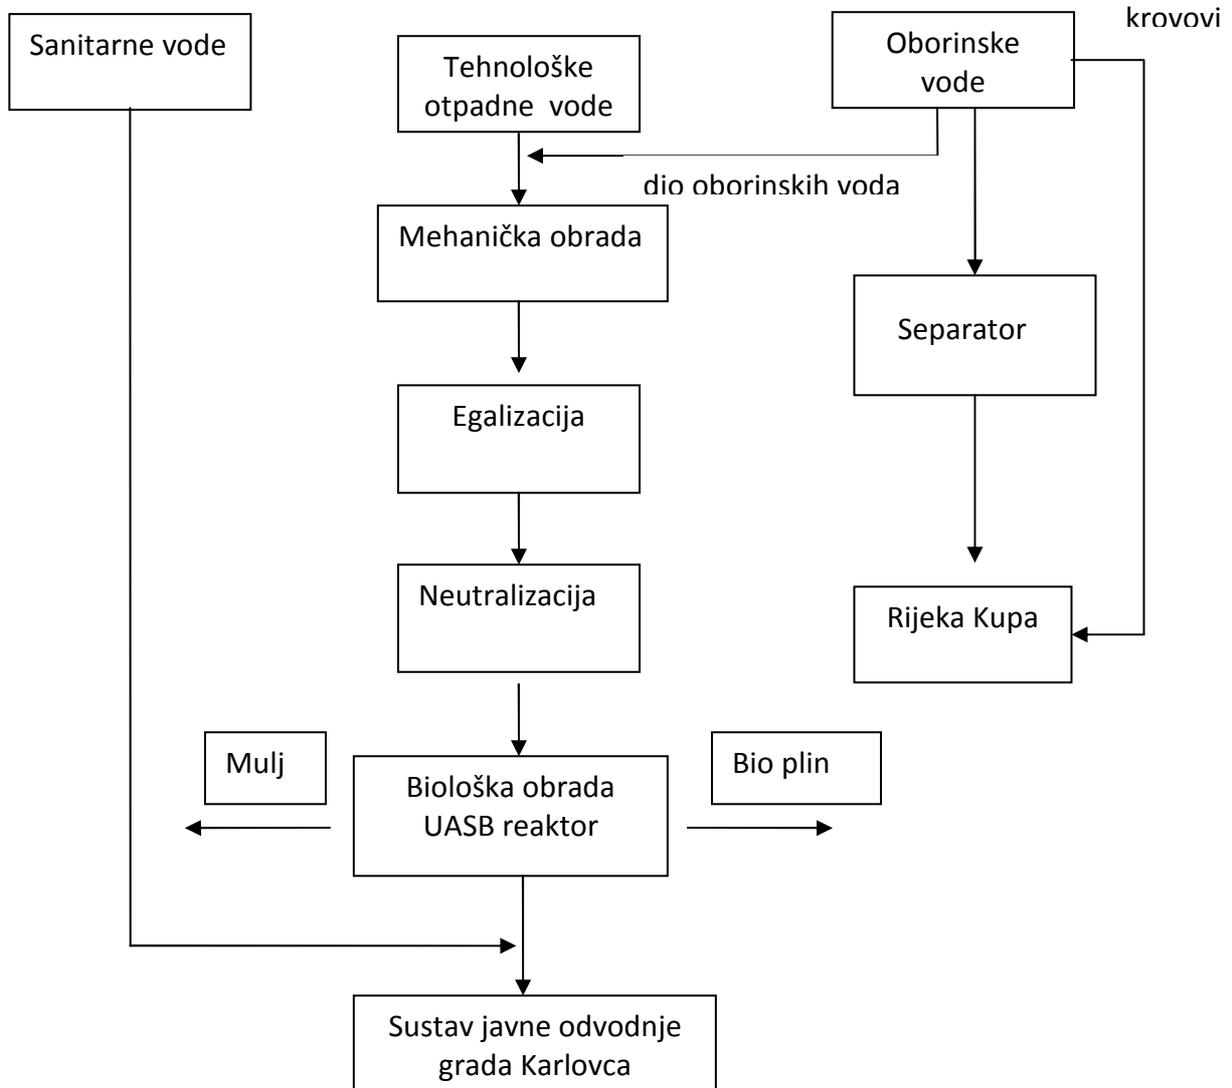 krovovi
Sanitarne vode
Tehnološke
otpadne vode
Oborinske
vode
dio oborinskih voda
Mehanička obrada
Separator
Egalizacija
Neutralizacija
Rijeka Kupa
Mulj
Biološka obrada
UASB reaktor
Bio plin
Sustav javne odvodnje
grada Karlovca